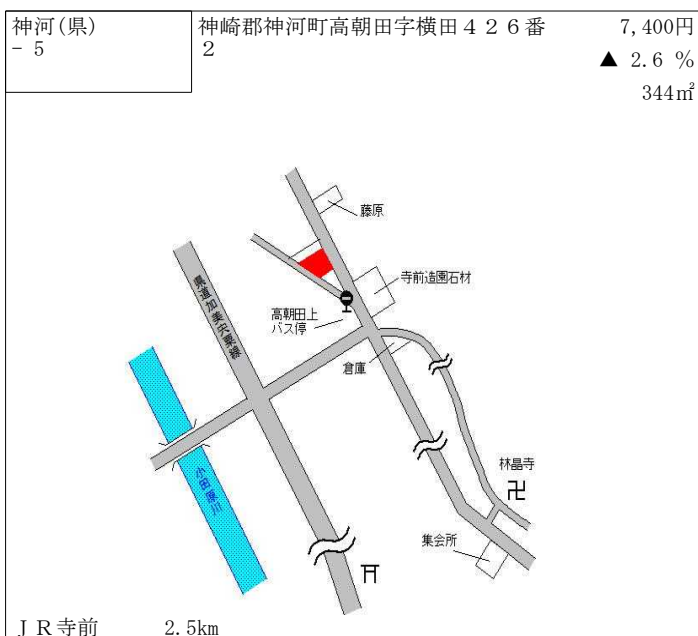 神河(県)
- 5
神崎郡神河町高朝田字横田４２６番
2
7,400円
▲ 2.6 %
344㎡
藤原
寺前造園石材
高朝田上
バス停
倉庫
県道加美宍粟線
小田原川
林晶寺
集会所
ＪＲ寺前 2.5km